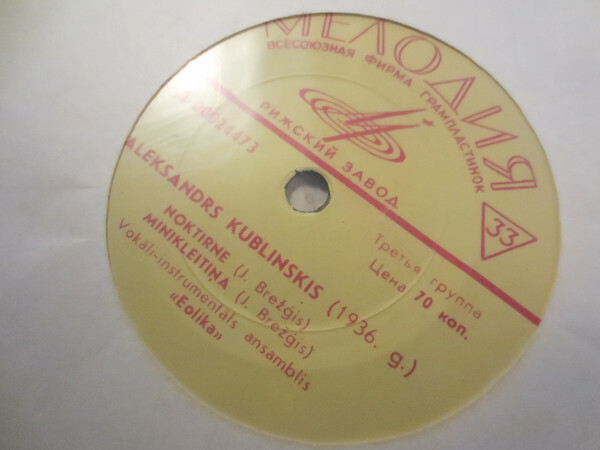 МЕЛОДИЯ
ВСЕСОЮЗНАЯ ФИРМА ГРАМПЛАСТИНОК
РИЖСКИЙ ЗАВОД
33
Третья группа
Цена 70 коп.
ALEKSANDRS KUBLINSKIS (1936. g.)
NOKTIRNE (J. Brežģis)
MINIKLEITIŅA (J. Brežģis)
Vokāli-instrumentāls ansamblis
«Eolika»